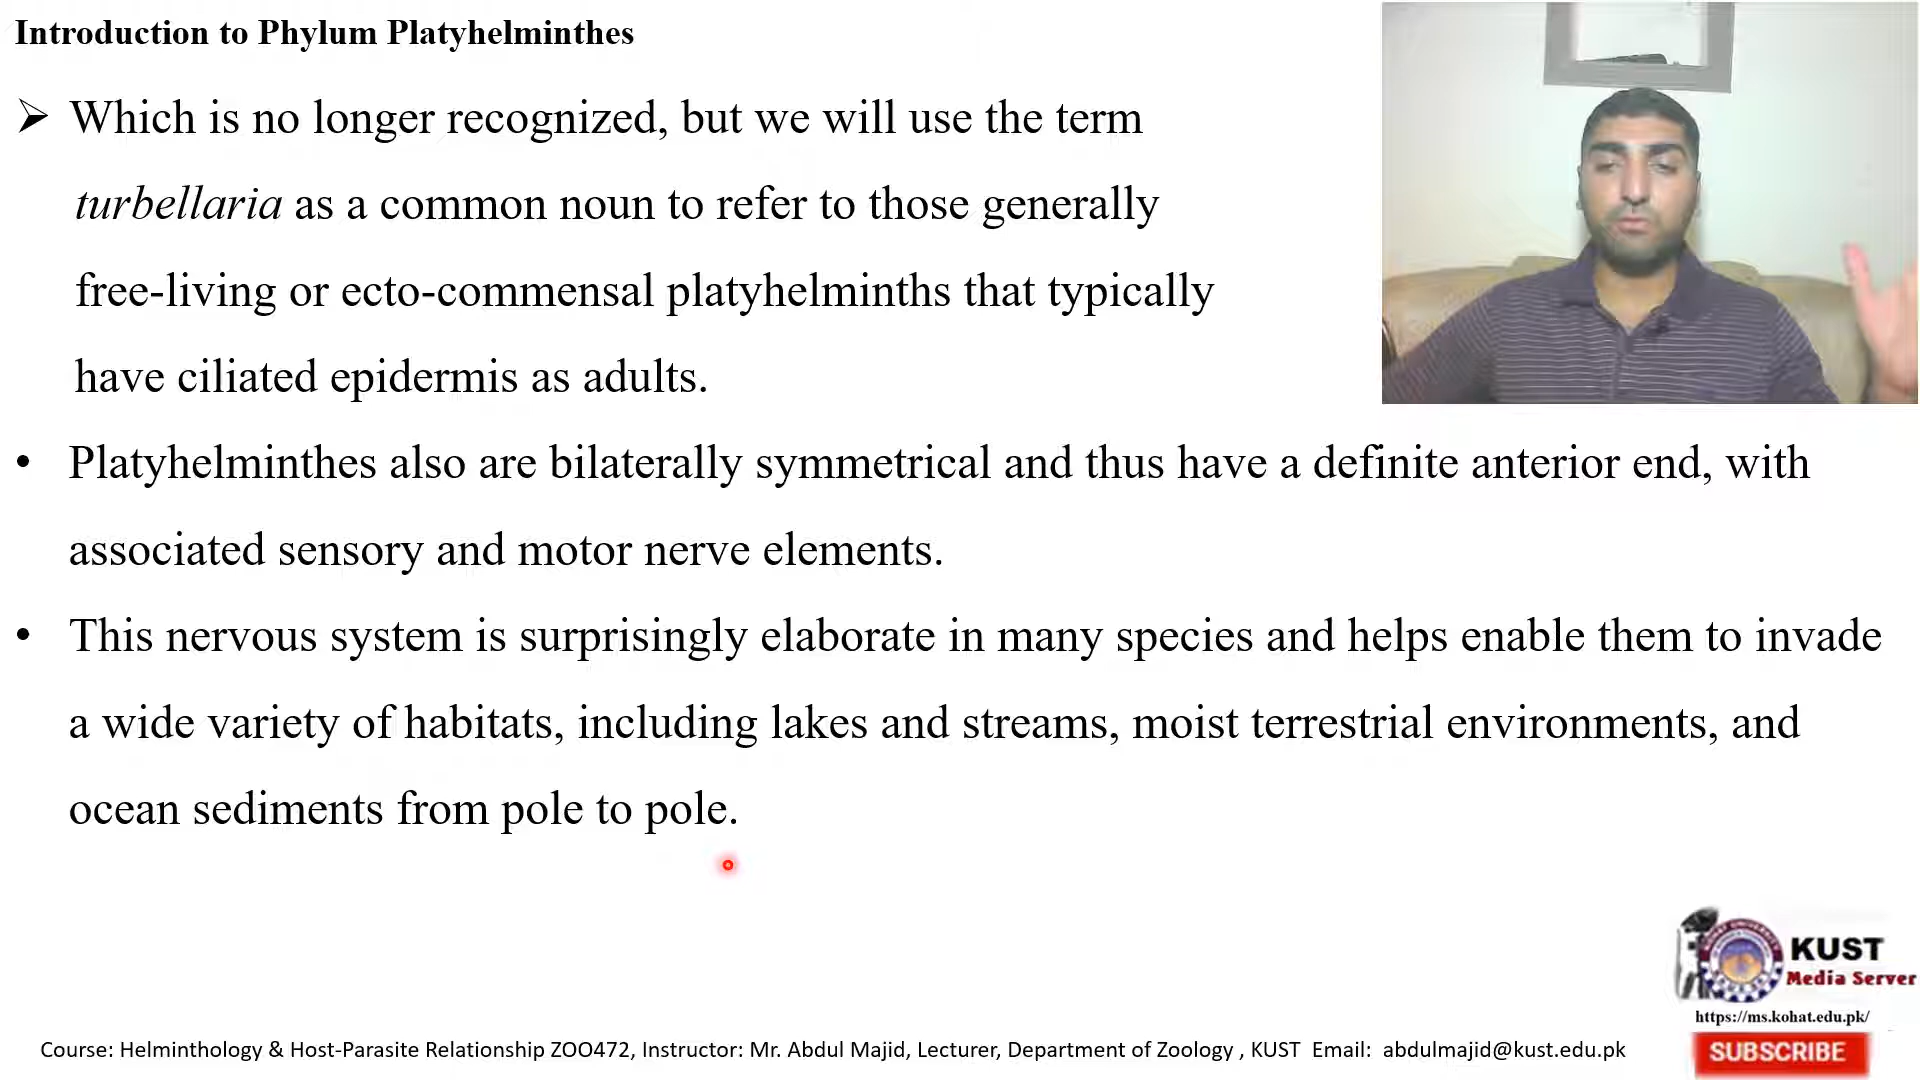 Introduction to Phylum Platyhelminthes
➢ Which is no longer recognized, but we will use the term
turbellaria as a common noun to refer to those generally
free-living or ecto-commensal platyhelminths that typically
have ciliated epidermis as adults.
• Platyhelminthes also are bilaterally symmetrical and thus have a definite anterior end, with
associated sensory and motor nerve elements.
• This nervous system is surprisingly elaborate in many species and helps enable them to invade
a wide variety of habitats, including lakes and streams, moist terrestrial environments, and
ocean sediments from pole to pole.
KUST
Media Server
https://ms.kohat.edu.pk/
SUBSCRIBE
Course: Helminthology & Host-Parasite Relationship ZOO472, Instructor: Mr. Abdul Majid, Lecturer, Department of Zoology , KUST Email: abdulmajid@kust.edu.pk